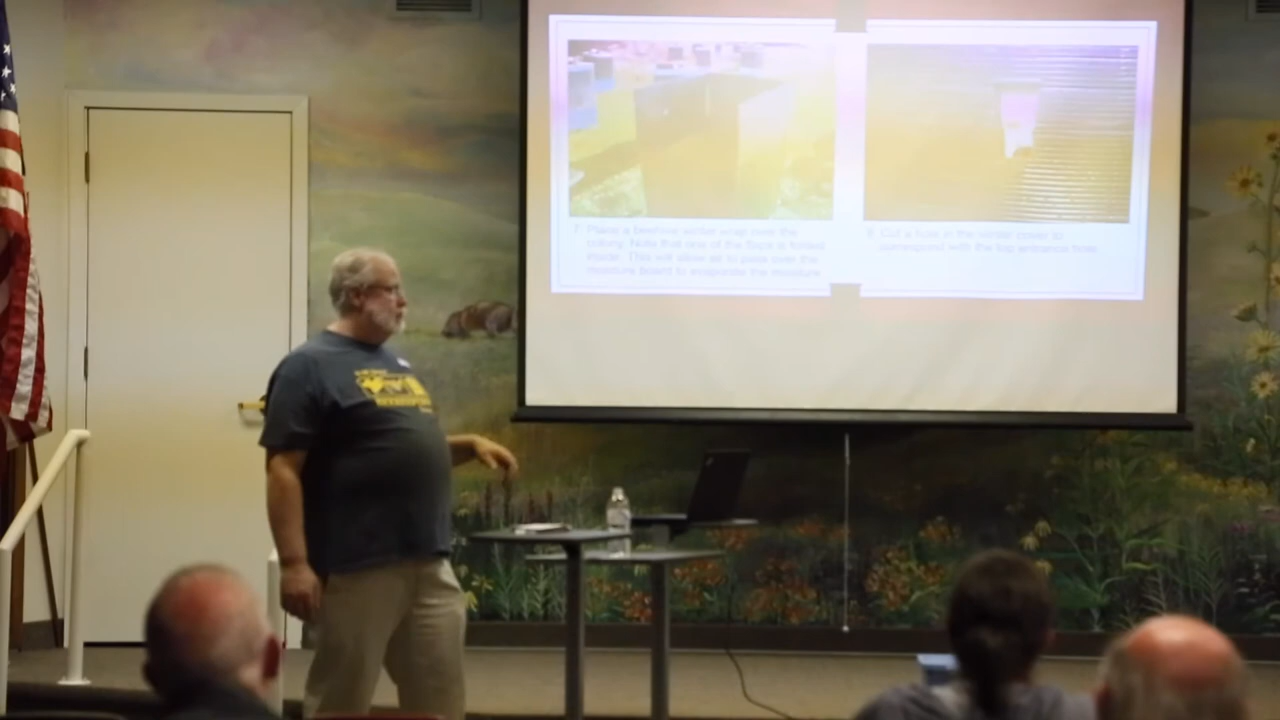 7. Place a beehive winter wrap over the
colony. Note that one of the flaps is folded
inside. This will allow air to pass over the
moisture board to evaporate the moisture.
8. Cut a hole in the winter cover to
correspond with the top entrance hole.